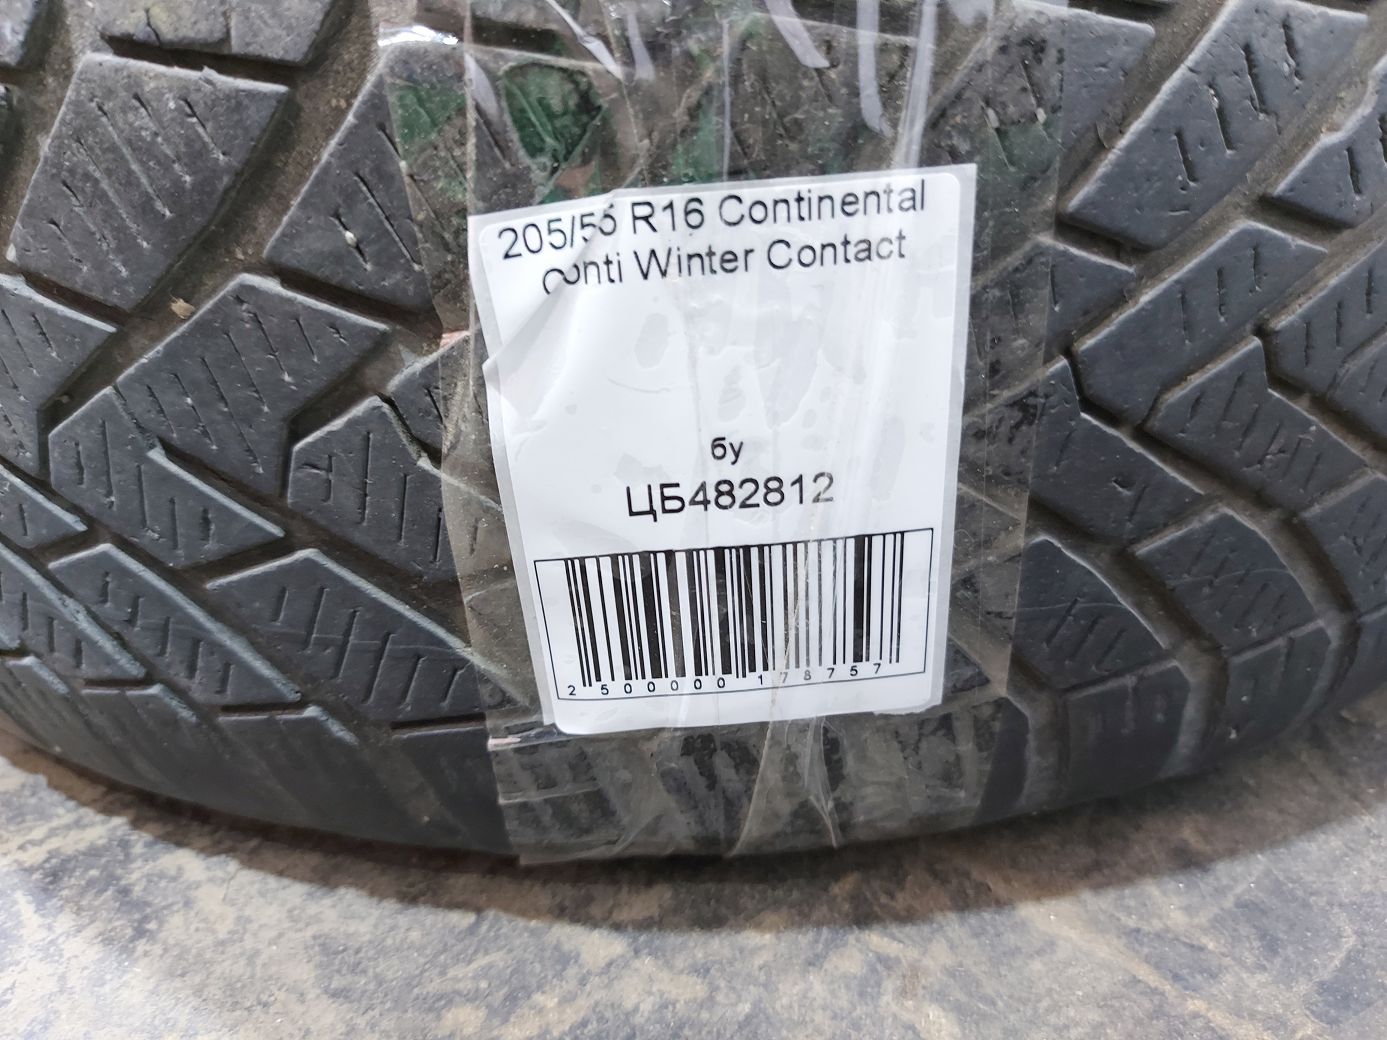 205/55 R16 Continental
Conti Winter Contact
бу
ЦБ482812
2500000178757